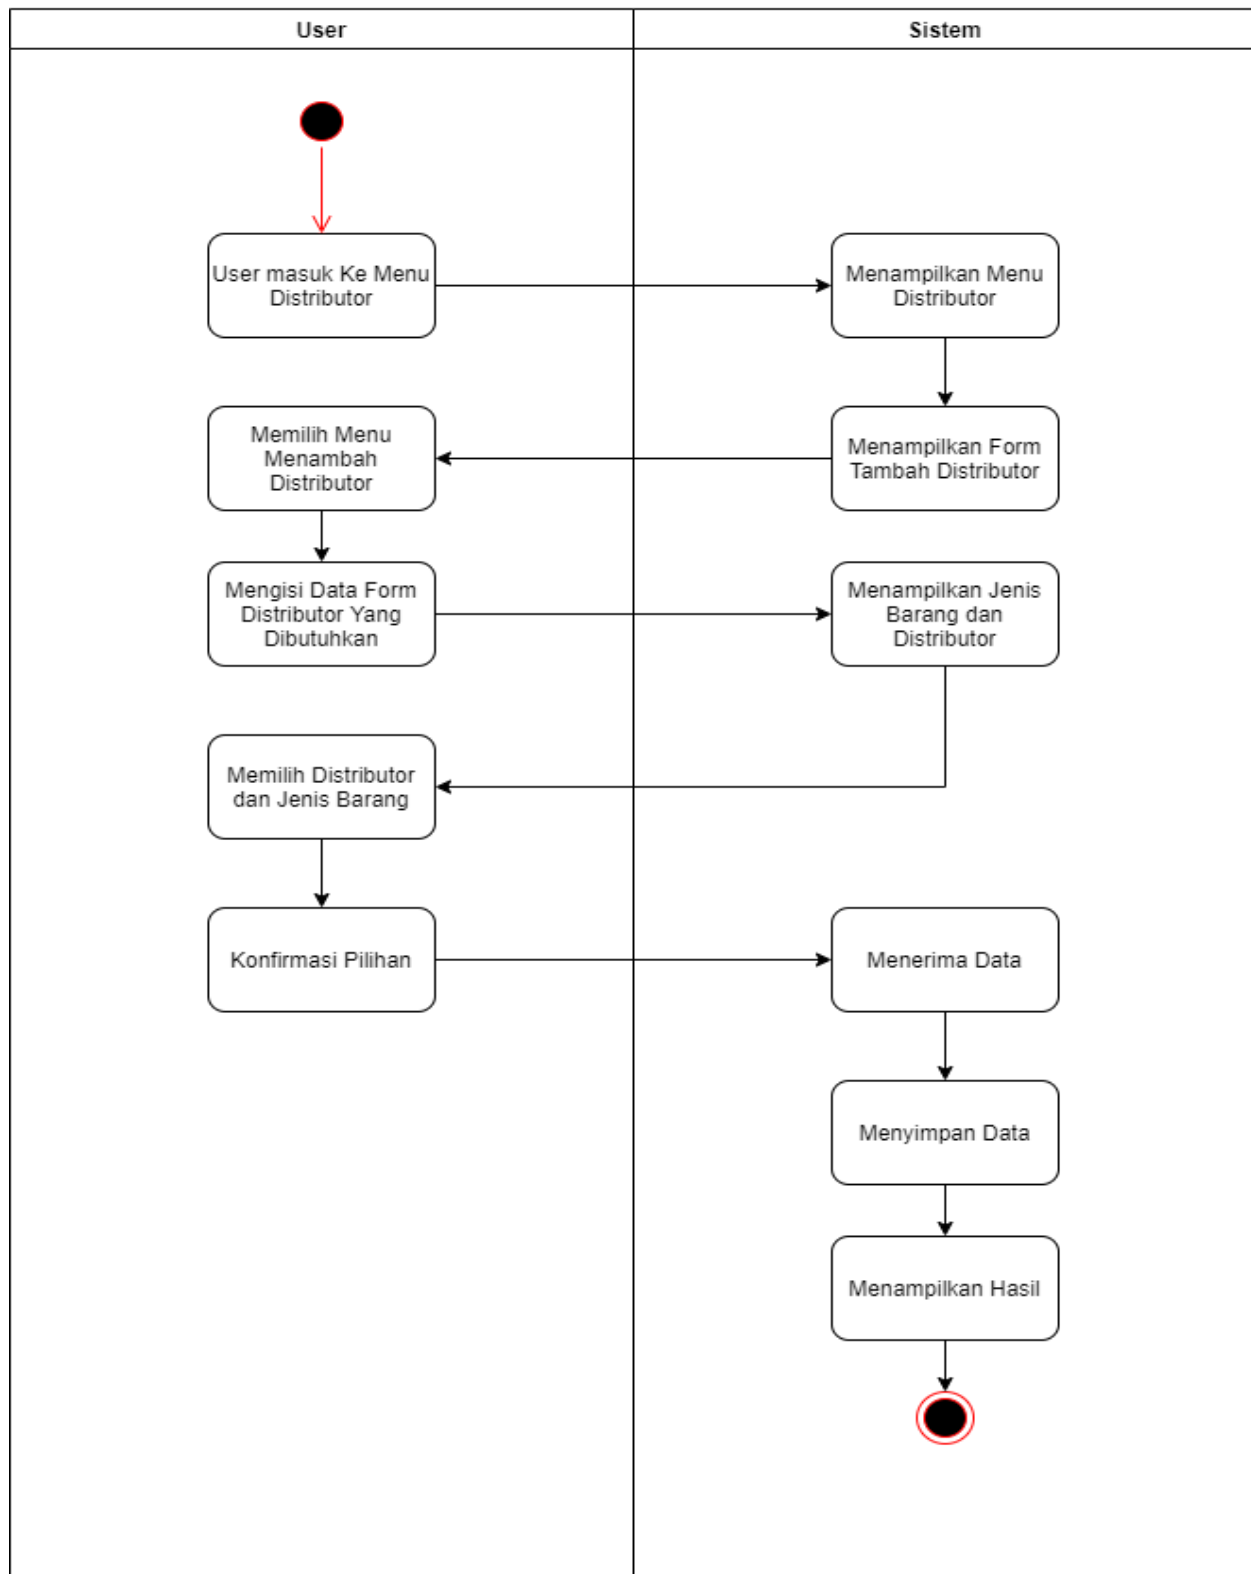 User
Sistem
User masuk Ke Menu
Distributor
Menampilkan Menu
Distributor
Memilih Menu
Menambah
Distributor
Menampilkan Form
Tambah Distributor
Mengisi Data Form
Distributor Yang
Dibutuhkan
Menampilkan Jenis
Barang dan
Distributor
Memilih Distributor
dan Jenis Barang
Konfirmasi Pilihan
Menerima Data
Menyimpan Data
Menampilkan Hasil